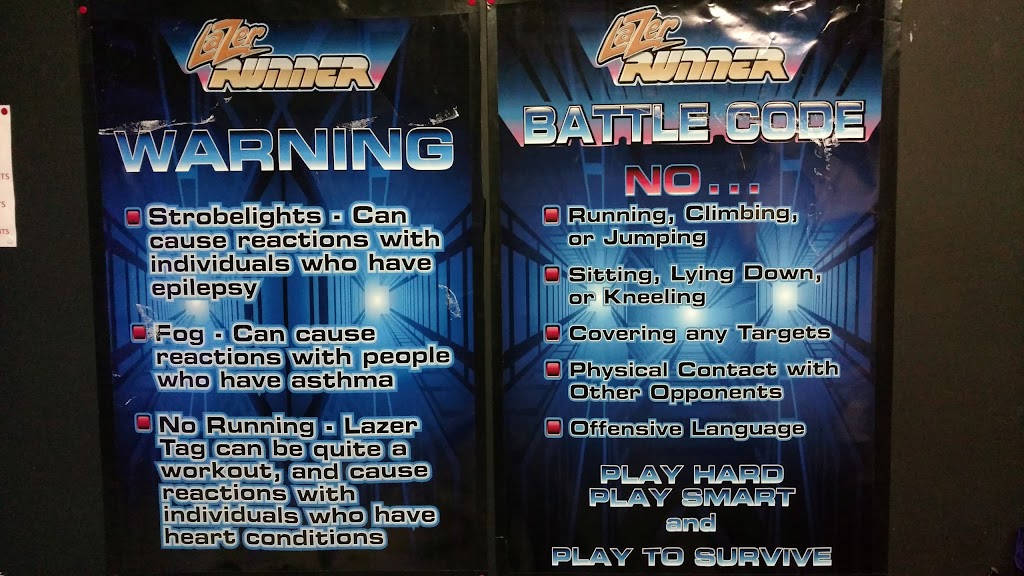 LaZer
RUNNER
WARNING
Strobelights - Can
cause reactions with
individuals who have
epilepsy
Fog - Can cause
reactions with people
who have asthma
No Running - Lazer
Tag can be quite a
workout, and cause
reactions with
individuals who have
heart conditions
LaZer
RUNNER
BATTLE CODE
NO...
Running, Climbing,
or Jumping
Sitting, Lying Down,
or Kneeling
Covering any Targets
Physical Contact with
Other Opponents
Offensive Language
PLAY HARD
PLAY SMART
and
PLAY TO SURVIVE